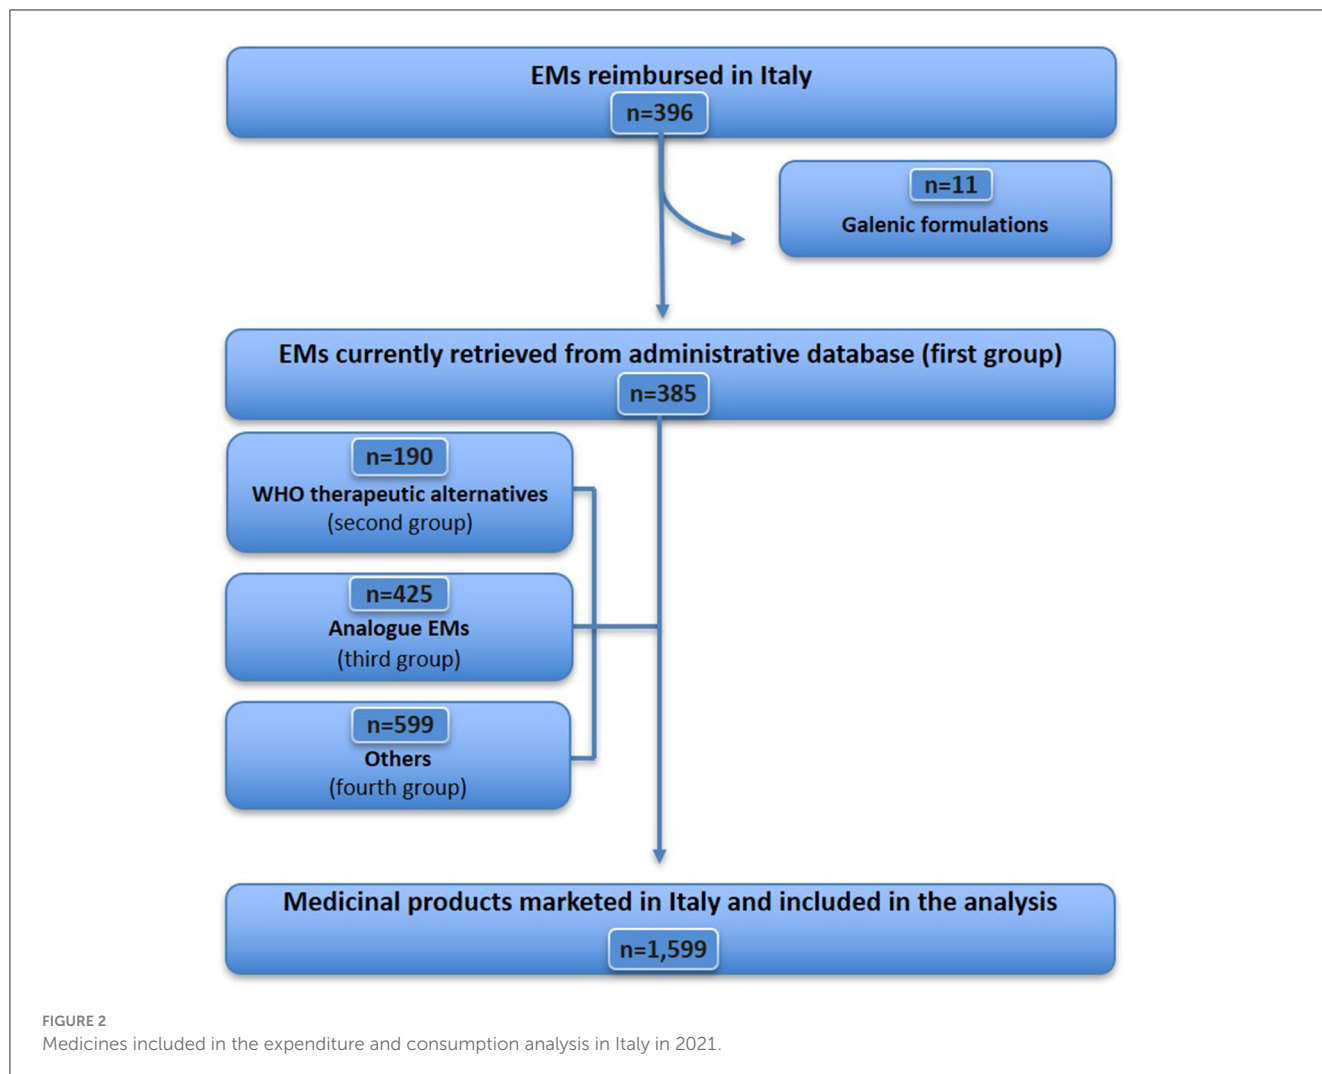 EMs reimbursed in Italy
n=396
n=11
Galenic formulations
EMs currently retrieved from administrative database (first group)
n=385
n=190
WHO therapeutic alternatives
(second group)
n=425
Analogue EMs
(third group)
n=599
Others
(fourth group)
Medicinal products marketed in Italy and included in the analysis
n=1,599
FIGURE 2
Medicines included in the expenditure and consumption analysis in Italy in 2021.